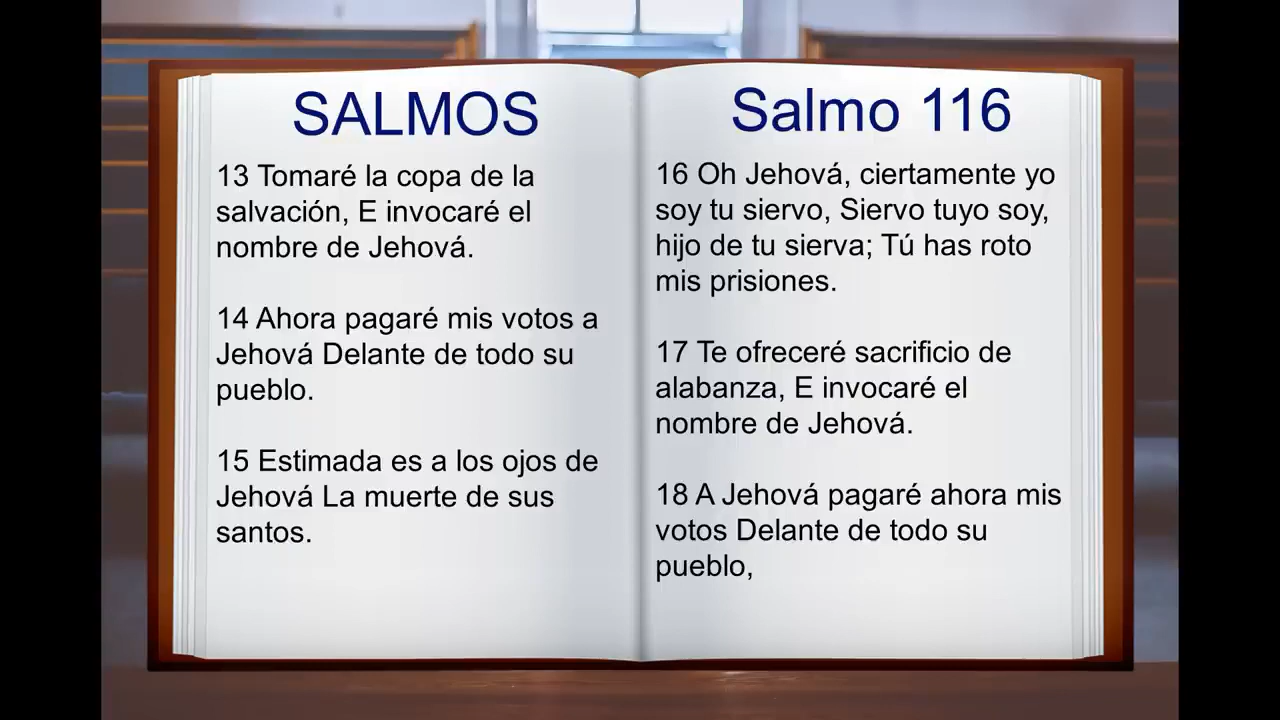 SALMOS
13 Tomaré la copa de la
salvación, E invocaré el
nombre de Jehová.
14 Ahora pagaré mis votos a
Jehová Delante de todo su
pueblo.
15 Estimada es a los ojos de
Jehová La muerte de sus
santos.
Salmo 116
16 Oh Jehová, ciertamente yo
soy tu siervo, Siervo tuyo soy,
hijo de tu sierva; Tú has roto
mis prisiones.
17 Te ofreceré sacrificio de
alabanza, E invocaré el
nombre de Jehová.
18 A Jehová pagaré ahora mis
votos Delante de todo su
pueblo,